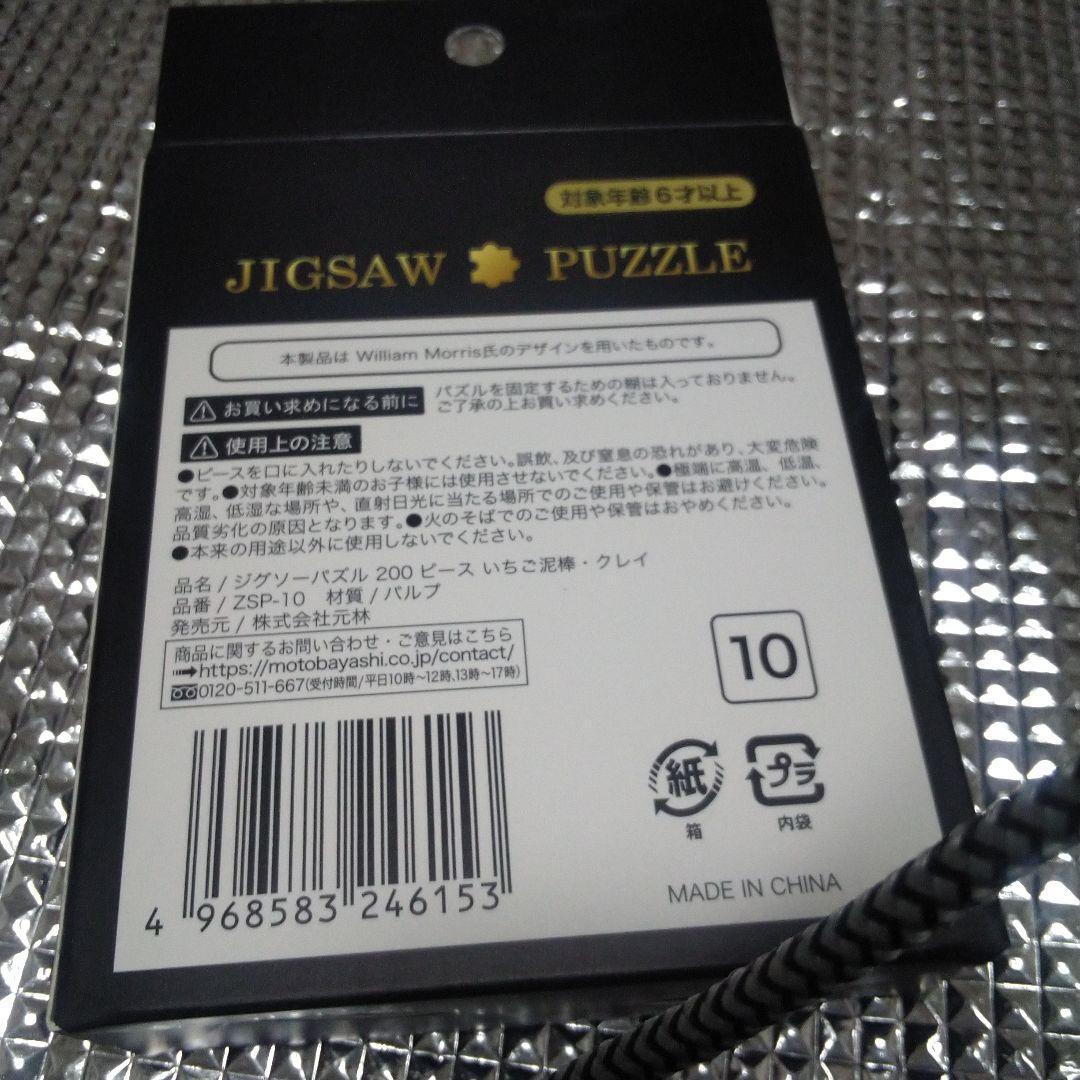 対象年齢6才以上
JIGSAW PUZZLE
本製品は William Morris氏のデザインを用いたものです。
お買い求めになる前に パズルを固定するための糊は入っておりません。
ご了承の上お買い求めください。
使用上の注意
●ピースを口に入れたりしないでください。誤飲、及び窒息の恐れがあり、大変危険
です。●対象年齢未満のお子様には使用させないでください。●極端に高温、低温、
高湿、低湿な場所や、直射日光に当たる場所でのご使用や保管はお避けください。
品質劣化の原因となります。●火のそばでのご使用や保管はおやめください。
●本来の用途以外に使用しないでください。
品名 / ジグソーパズル 200 ピース いちご泥棒・クレイ
品番 / ZSP-10 材質 / パルプ
発売元 / 株式会社元林
商品に関するお問い合わせ・ご意見はこちら
https://motobayashi.co.jp/contact/
0120-511-667(受付時間/平日10時～12時、13時～17時)
10
紙
箱
プラ
内袋
4 968583 246153
MADE IN CHINA